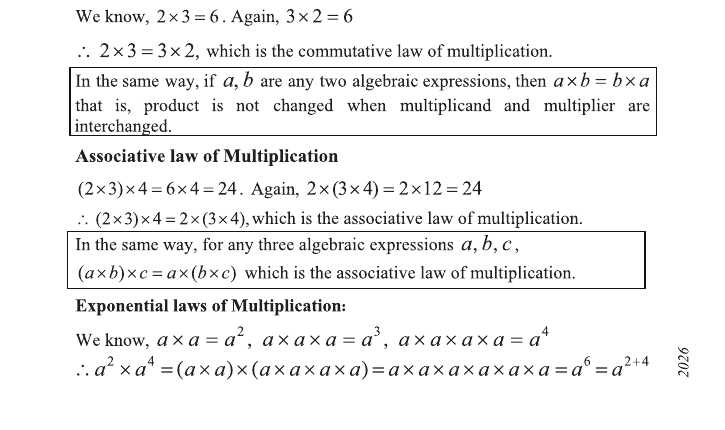 We know, 2×3 = 6. Again, 3×2 = 6
∴ 2×3 = 3×2, which is the commutative law of multiplication.
In the same way, if a, b are any two algebraic expressions, then a×b = b×a
that is, product is not changed when multiplicand and multiplier are
interchanged.
Associative law of Multiplication
(2×3)×4 = 6×4 = 24. Again, 2×(3×4) = 2×12 = 24
∴ (2×3)×4 = 2×(3×4), which is the associative law of multiplication.
In the same way, for any three algebraic expressions a, b, c,
(a×b)×c = a×(b×c) which is the associative law of multiplication.
Exponential laws of Multiplication:
We know, a×a = a², a×a×a = a³, a×a×a×a = a⁴
∴ a²×a⁴ = (a×a)×(a×a×a×a) = a×a×a×a×a×a = a⁶ = a²⁺⁴
2026